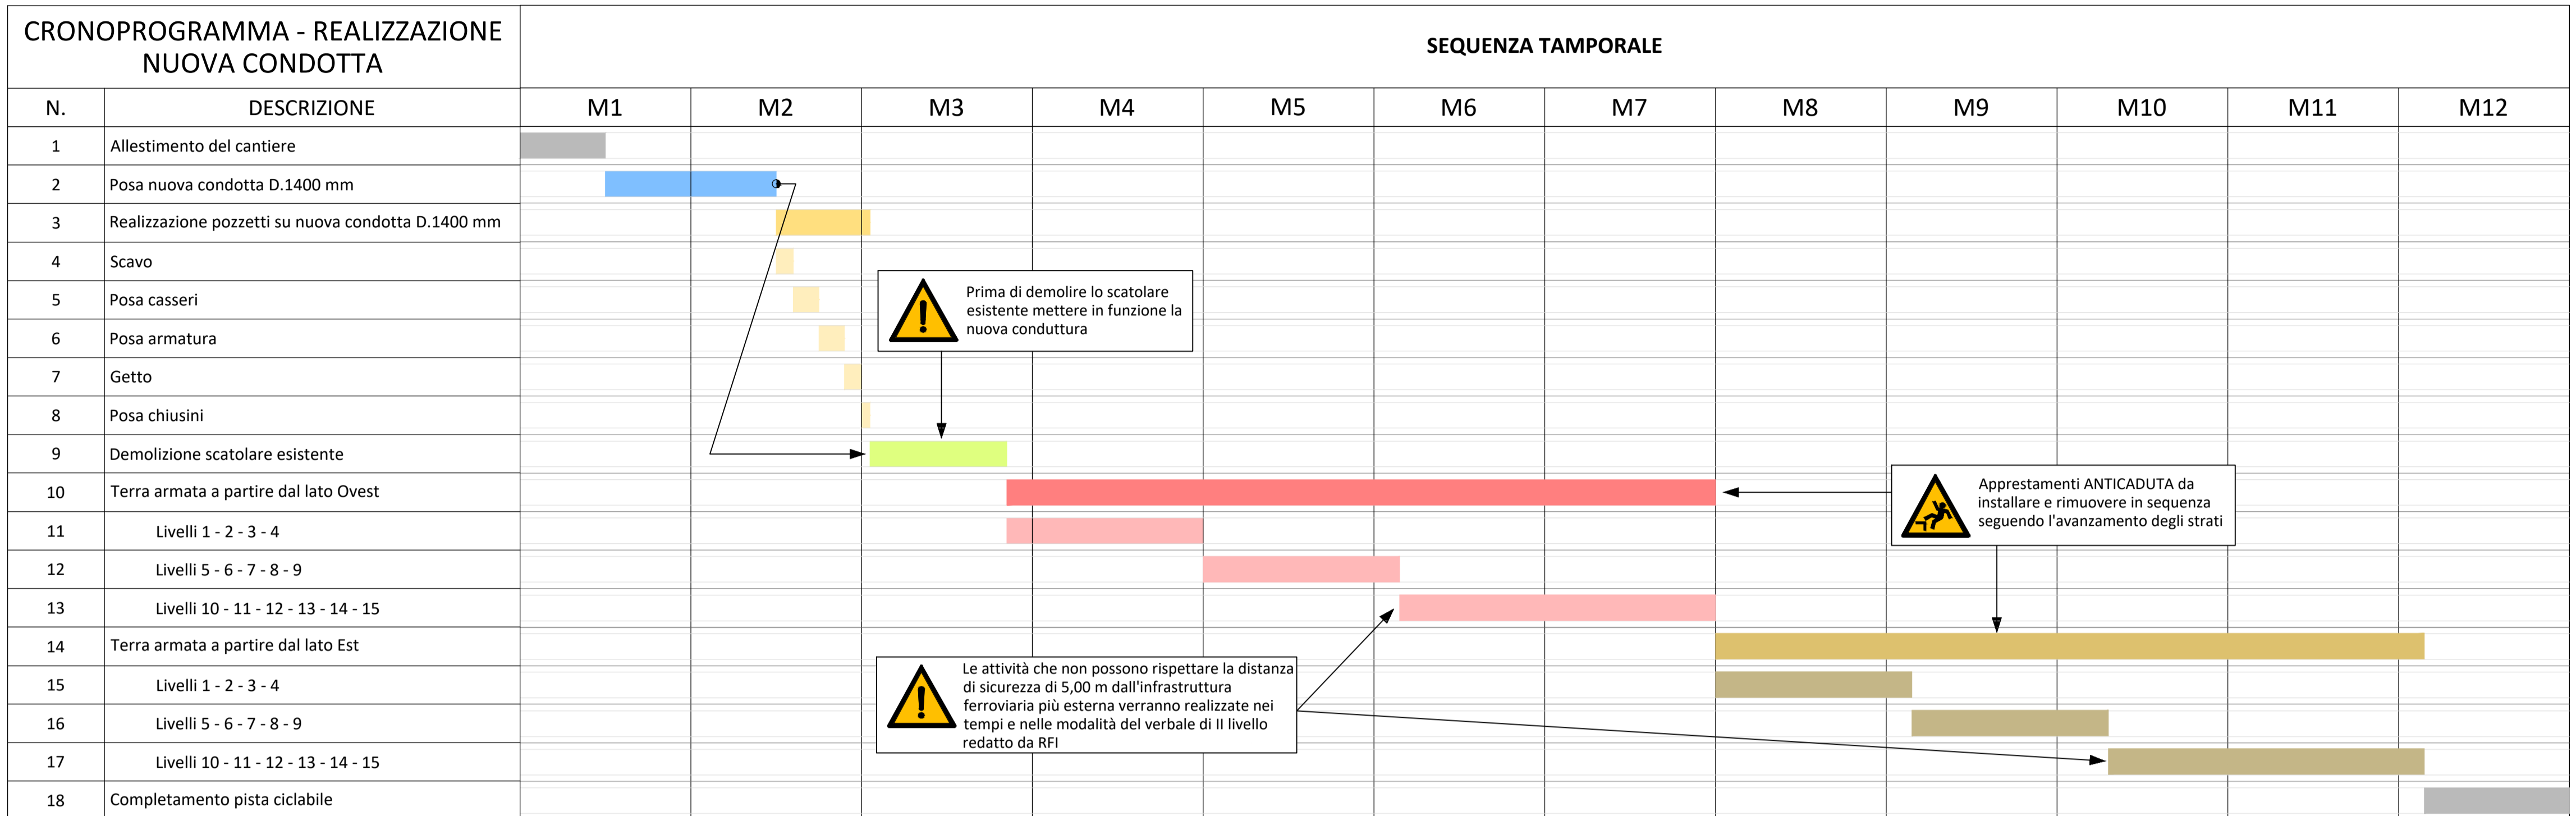 CRONOPROGRAMMA - REALIZZAZIONE
NUOVA CONDOTTA
SEQUENZA TAMPORALE
N. DESCRIZIONE M1 M2 M3 M4 M5 M6 M7 M8 M9 M10 M11 M12
1 Allestimento del cantiere
2 Posa nuova condotta D.1400 mm
3 Realizzazione pozzetti su nuova condotta D.1400 mm
4 Scavo
5 Posa casseri
6 Posa armatura
7 Getto
8 Posa chiusini
9 Demolizione scatolare esistente
10 Terra armata a partire dal lato Ovest
11 Livelli 1 - 2 - 3 - 4
12 Livelli 5 - 6 - 7 - 8 - 9
13 Livelli 10 - 11 - 12 - 13 - 14 - 15
14 Terra armata a partire dal lato Est
15 Livelli 1 - 2 - 3 - 4
16 Livelli 5 - 6 - 7 - 8 - 9
17 Livelli 10 - 11 - 12 - 13 - 14 - 15
18 Completamento pista ciclabile
Prima di demolire lo scatolare
esistente mettere in funzione la
nuova conduttura
Apprestamenti ANTICADUTA da
installare e rimuovere in sequenza
seguendo l'avanzamento degli strati
Le attività che non possono rispettare la distanza
di sicurezza di 5,00 m dall'infrastruttura
ferroviaria più esterna verranno realizzate nei
tempi e nelle modalità del verbale di II livello
redatto da RFI